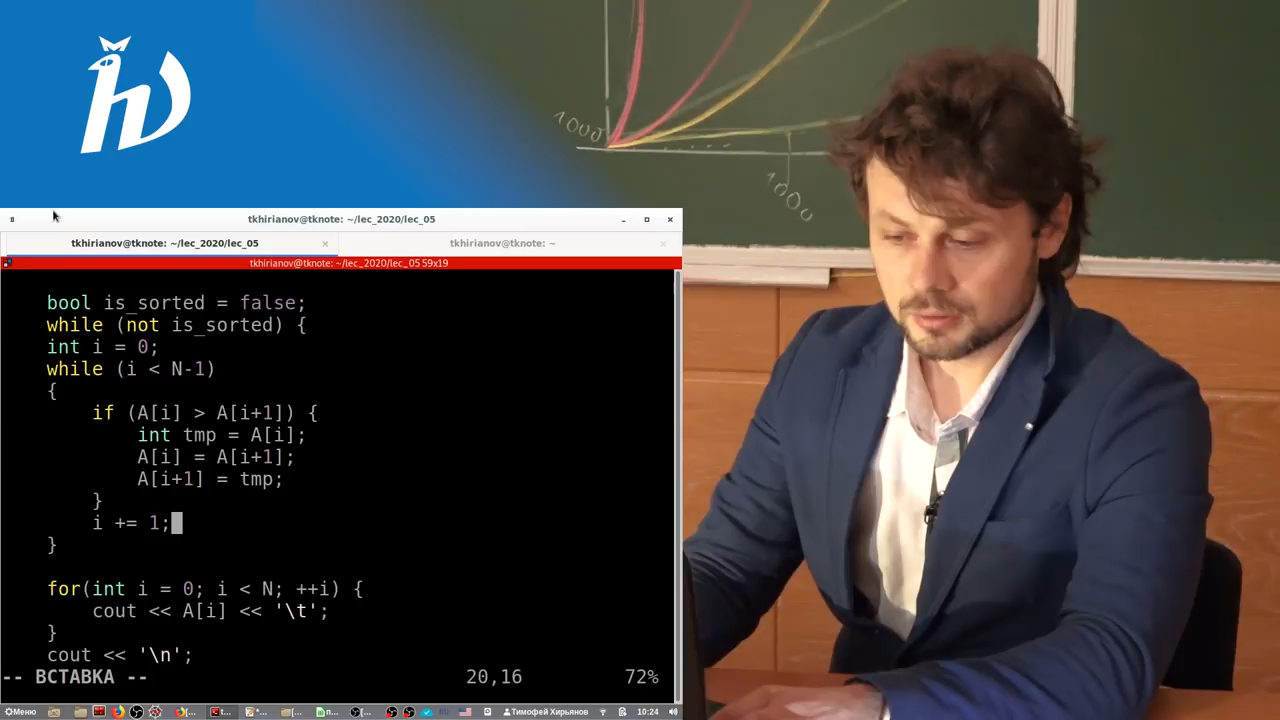 1000
1000
tkhirianov@tknote: ~/lec_2020/lec_05
tkhirianov@tknote: ~/lec_2020/lec_05
tkhirianov@tknote: ~
tkhirianov@tknote: ~/lec_2020/lec_05 59x19
bool is_sorted = false;
while (not is_sorted) {
int i = 0;
while (i < N-1)
{
if (A[i] > A[i+1]) {
int tmp = A[i];
A[i] = A[i+1];
A[i+1] = tmp;
}
i += 1;
}
for(int i = 0; i < N; ++i) {
cout << A[i] << '\t';
}
cout << '\n';
-- ВСТАВКА -- 20,16 72%
Меню Тимофей Хирьянов 10:24